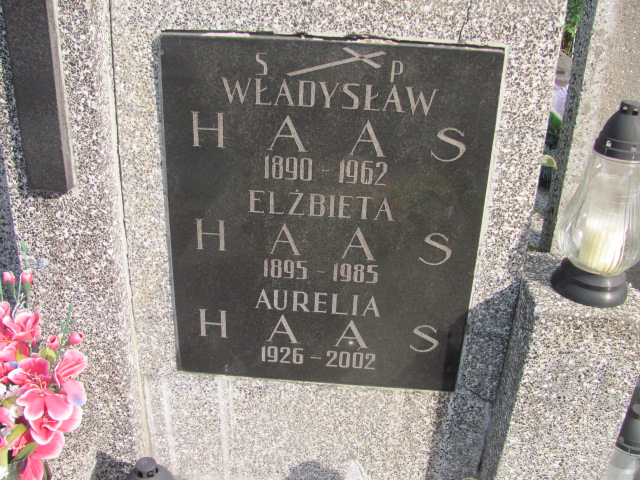 S P
WŁADYSŁAW
HAAS
1890 - 1962
ELŻBIETA
HAAS
1895 - 1985
AURELIA
HAAS
1926 - 2002